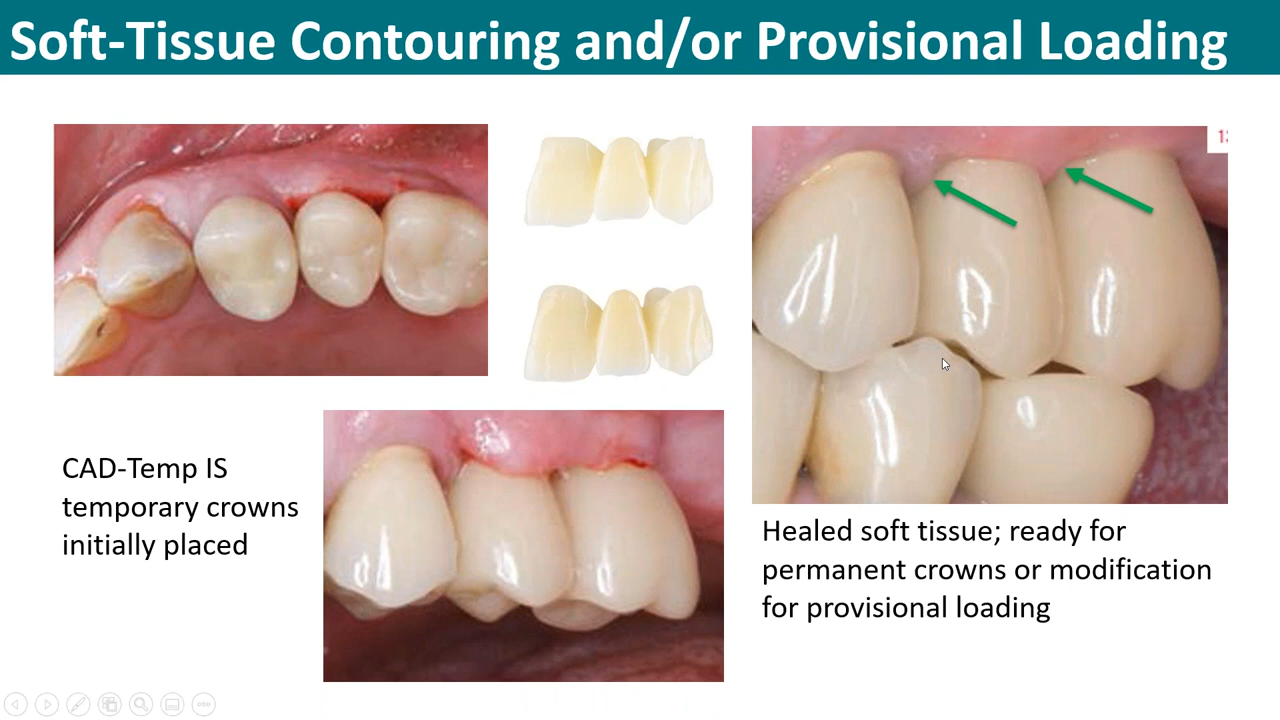 Soft-Tissue Contouring and/or Provisional Loading
CAD-Temp IS
temporary crowns
initially placed
Healed soft tissue; ready for
permanent crowns or modification
for provisional loading